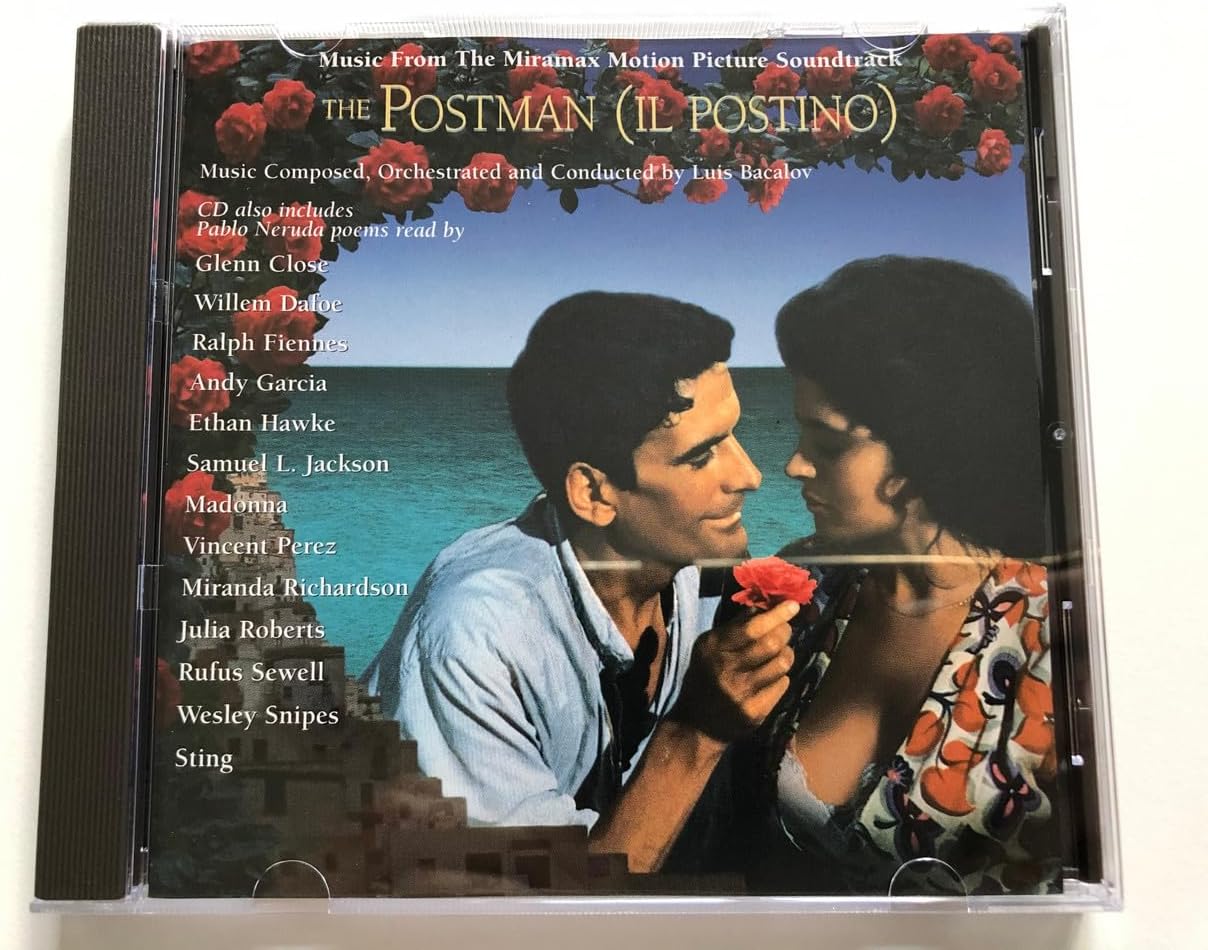 Music From The Miramax Motion Picture Soundtrack
THE POSTMAN (IL POSTINO)
Music Composed, Orchestrated and Conducted by Luis Bacalov
CD also includes
Pablo Neruda poems read by
Glenn Close
Willem Dafoe
Ralph Fiennes
Andy Garcia
Ethan Hawke
Samuel L. Jackson
Madonna
Vincent Perez
Miranda Richardson
Julia Roberts
Rufus Sewell
Wesley Snipes
Sting